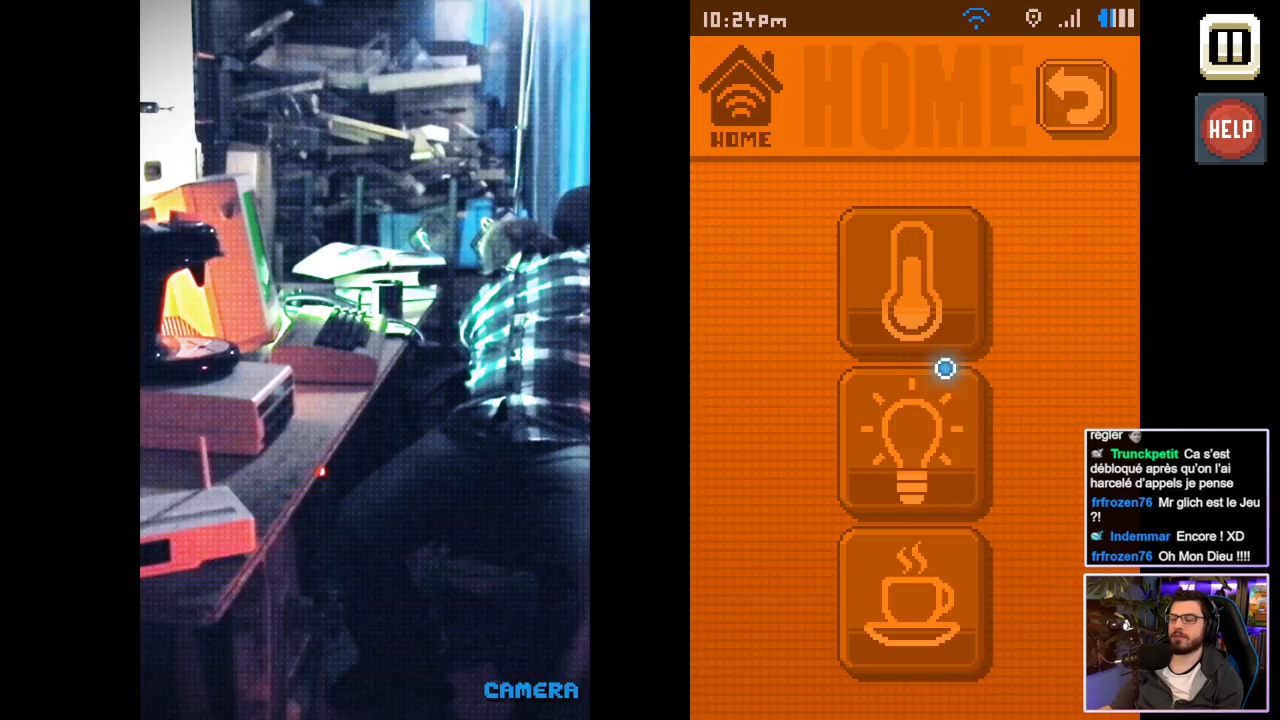 10:24pm
HOME
HOME
HELP
régler
Trunckpetit Ca s'est
débloqué après qu'on l'ai
harcelé d'appels je pense
frfrozen76 Mr glich est le Jeu
?!
Indemmar Encore ! XD
frfrozen76 Oh Mon Dieu !!!!
CAMERA